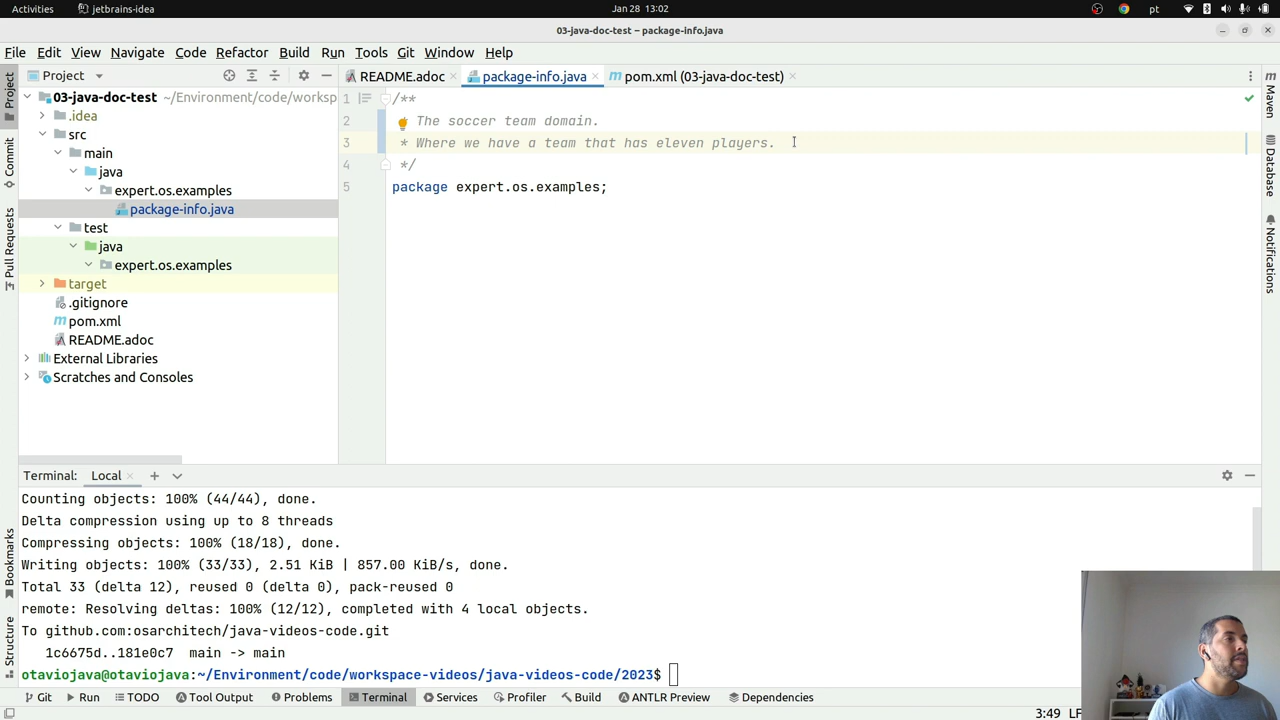 Activities jetbrains-idea Jan 28 13:02 pt
03-java-doc-test – package-info.java
File Edit View Navigate Code Refactor Build Run Tools Git Window Help
Project README.adoc package-info.java pom.xml (03-java-doc-test)
03-java-doc-test ~/Environment/code/worksp
.idea
src
main
java
expert.os.examples
package-info.java
test
java
expert.os.examples
target
.gitignore
pom.xml
README.adoc
External Libraries
Scratches and Consoles
1 /**
2 The soccer team domain.
3 * Where we have a team that has eleven players.
4 */
5 package expert.os.examples;
Project
Commit
Pull Requests
Bookmarks
Structure
Maven
Database
Notifications
Terminal: Local
Counting objects: 100% (44/44), done.
Delta compression using up to 8 threads
Compressing objects: 100% (18/18), done.
Writing objects: 100% (33/33), 2.51 KiB | 857.00 KiB/s, done.
Total 33 (delta 12), reused 0 (delta 0), pack-reused 0
remote: Resolving deltas: 100% (12/12), completed with 4 local objects.
To github.com:osarchitech/java-videos-code.git
1c6675d..181e0c7 main -> main
otaviojava@otaviojava:~/Environment/code/workspace-videos/java-videos-code/2023$
Git Run TODO Tool Output Problems Terminal Services Profiler Build ANTLR Preview Dependencies
3:49 LF